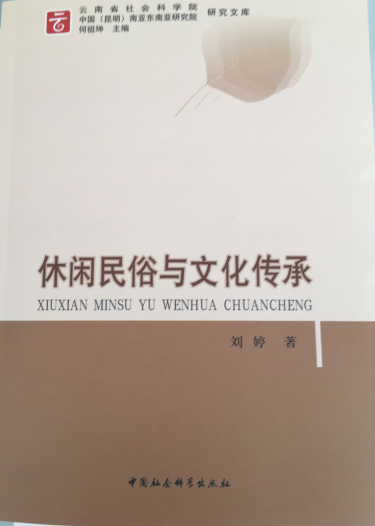 云
云南省社会科学院
中国（昆明）南亚东南亚研究院
研究文库
何祖坤 主编
休闲民俗与文化传承
XIUXIAN MINSU YU WENHUA CHUANCHENG
刘婷 著
中国社会科学出版社